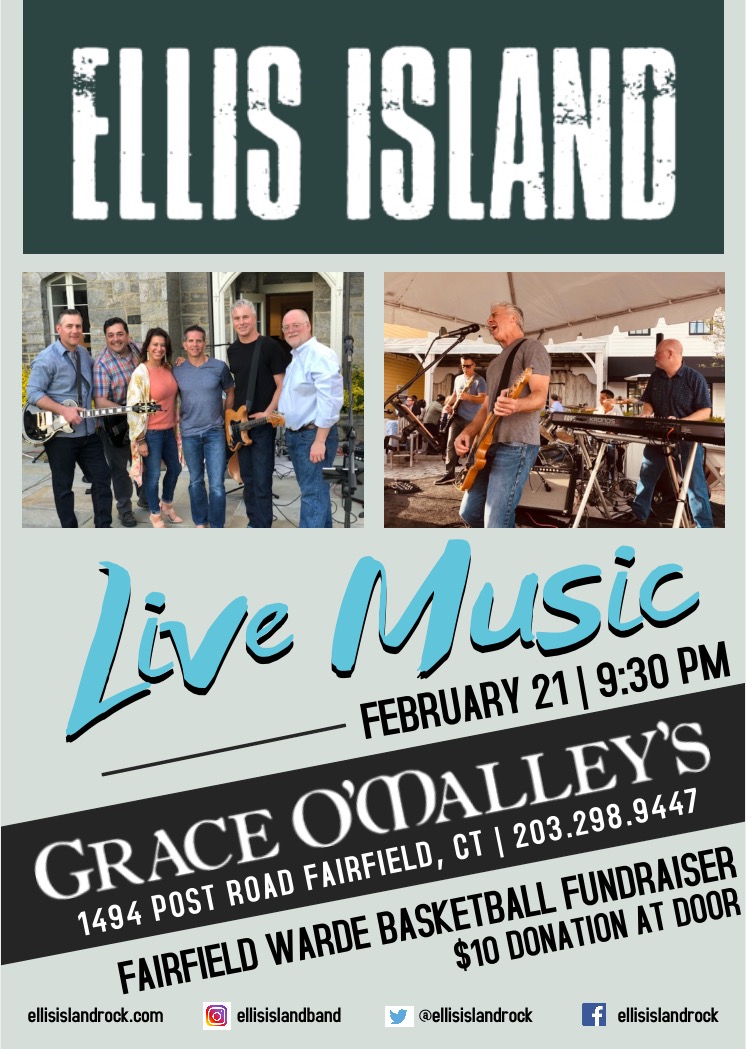 ELLIS ISLAND
KRONOS
Live Music
FEBRUARY 21 | 9:30 PM
GRACE O'MALLEY'S
1494 POST ROAD FAIRFIELD, CT | 203.298.9447
FAIRFIELD WARDE BASKETBALL FUNDRAISER
$10 DONATION AT DOOR
ellisislandrock.com
ellisislandband
@ellisislandrock
ellisislandrock